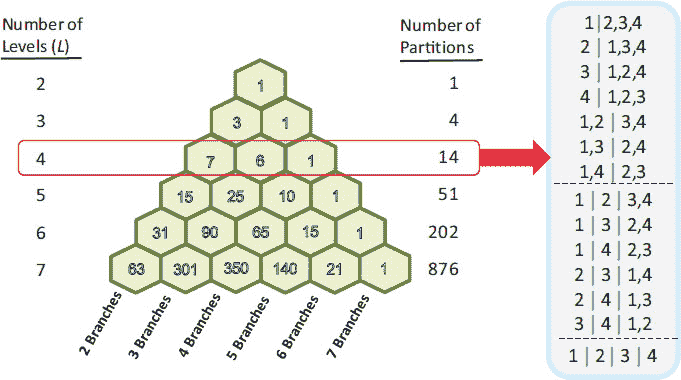 Number of Levels (L)
Number of Partitions
2 1 1
3 3 1 4
4 7 6 1 14
5 15 25 10 1 51
6 31 90 65 15 1 202
7 63 301 350 140 21 1 876
2 Branches
3 Branches
4 Branches
5 Branches
6 Branches
7 Branches
1 | 2,3,4
2 | 1,3,4
3 | 1,2,4
4 | 1,2,3
1,2 | 3,4
1,3 | 2,4
1,4 | 2,3
1 | 2 | 3,4
1 | 3 | 2,4
1 | 4 | 2,3
2 | 3 | 1,4
2 | 4 | 1,3
3 | 4 | 1,2
1 | 2 | 3 | 4